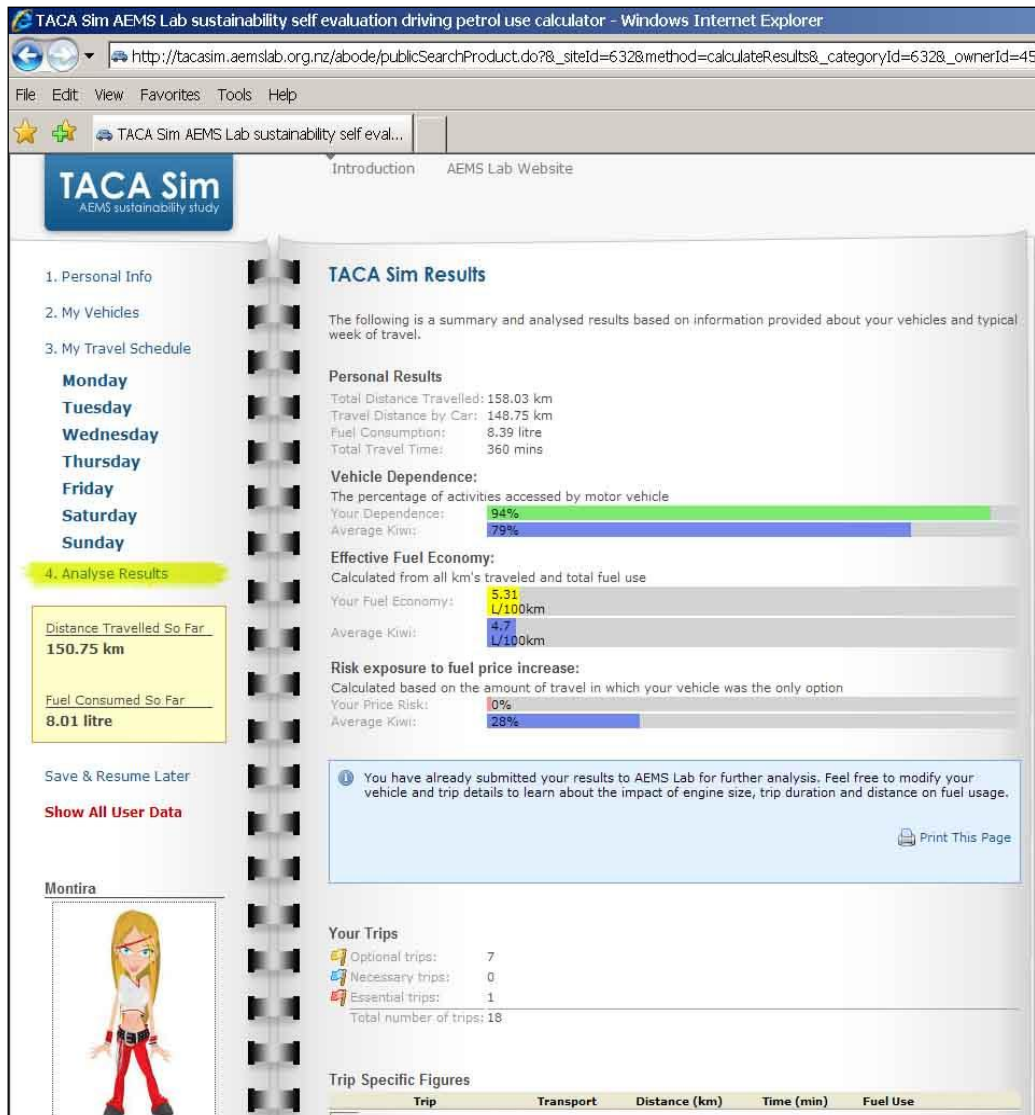 TACA Sim AEMS Lab sustainability self evaluation driving petrol use calculator - Windows Internet Explorer
http://tacasim.aemslab.org.nz/abode/publicSearchProduct.do?&_siteId=632&method=calculateResults&_categoryId=632&_ownerId=45
File Edit View Favorites Tools Help
TACA Sim AEMS Lab sustainability self eval...
TACA Sim
AEMS sustainability study
Introduction AEMS Lab Website
1. Personal Info
2. My Vehicles
3. My Travel Schedule
Monday
Tuesday
Wednesday
Thursday
Friday
Saturday
Sunday
4. Analyse Results
Distance Travelled So Far
150.75 km
Fuel Consumed So Far
8.01 litre
Save & Resume Later
Show All User Data
Montira
TACA Sim Results
The following is a summary and analysed results based on information provided about your vehicles and typical
week of travel.
Personal Results
Total Distance Travelled: 158.03 km
Travel Distance by Car: 148.75 km
Fuel Consumption: 8.39 litre
Total Travel Time: 360 mins
Vehicle Dependence:
The percentage of activities accessed by motor vehicle
Your Dependence: 94%
Average Kiwi: 79%
Effective Fuel Economy:
Calculated from all km's traveled and total fuel use
Your Fuel Economy: 5.31
L/100km
Average Kiwi: 4.7
L/100km
Risk exposure to fuel price increase:
Calculated based on the amount of travel in which your vehicle was the only option
Your Price Risk: 0%
Average Kiwi: 28%
You have already submitted your results to AEMS Lab for further analysis. Feel free to modify your
vehicle and trip details to learn about the impact of engine size, trip duration and distance on fuel usage.
Print This Page
Your Trips
Optional trips: 7
Necessary trips: 0
Essential trips: 1
Total number of trips: 18
Trip Specific Figures
Trip Transport Distance (km) Time (min) Fuel Use